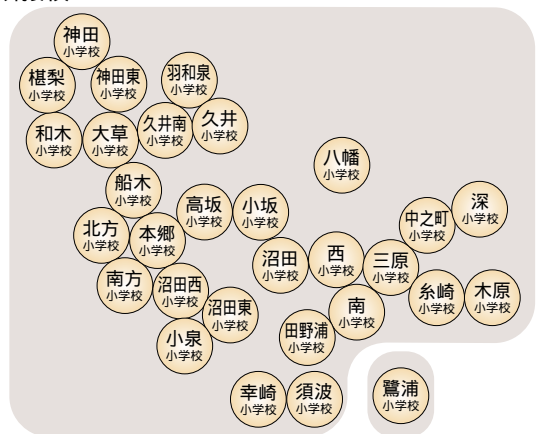 神田
小学校
椹梨
小学校
神田東
小学校
羽和泉
小学校
和木
小学校
大草
小学校
久井南
小学校
久井
小学校
八幡
小学校
船木
小学校
高坂
小学校
小坂
小学校
中之町
小学校
深
小学校
北方
小学校
本郷
小学校
沼田
小学校
西
小学校
三原
小学校
南方
小学校
沼田西
小学校
沼田東
小学校
南
小学校
糸崎
小学校
木原
小学校
小泉
小学校
田野浦
小学校
幸崎
小学校
須波
小学校
鷺浦
小学校